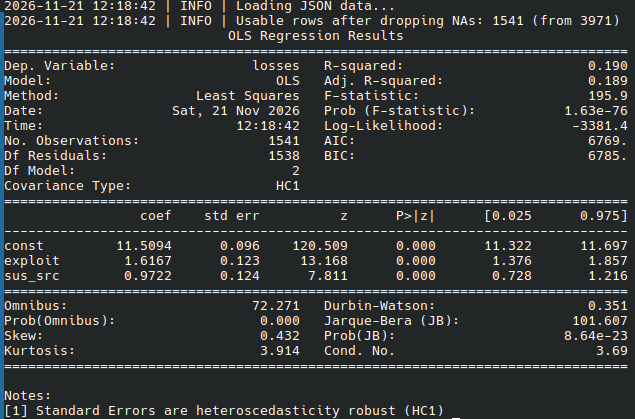 2026-11-21 12:18:42 | INFO | Loading JSON data...
2026-11-21 12:18:42 | INFO | Usable rows after dropping NAs: 1541 (from 3971)
OLS Regression Results
==============================================================================
Dep. Variable: losses R-squared: 0.190
Model: OLS Adj. R-squared: 0.189
Method: Least Squares F-statistic: 195.9
Date: Sat, 21 Nov 2026 Prob (F-statistic): 1.63e-76
Time: 12:18:42 Log-Likelihood: -3381.4
No. Observations: 1541 AIC: 6769.
Df Residuals: 1538 BIC: 6785.
Df Model: 2
Covariance Type: HC1
==============================================================================
coef std err z P>|z| [0.025 0.975]
------------------------------------------------------------------------------
const 11.5094 0.096 120.509 0.000 11.322 11.697
exploit 1.6167 0.123 13.168 0.000 1.376 1.857
sus_src 0.9722 0.124 7.811 0.000 0.728 1.216
==============================================================================
Omnibus: 72.271 Durbin-Watson: 0.351
Prob(Omnibus): 0.000 Jarque-Bera (JB): 101.607
Skew: 0.432 Prob(JB): 8.64e-23
Kurtosis: 3.914 Cond. No. 3.69
==============================================================================
Notes:
[1] Standard Errors are heteroscedasticity robust (HC1)